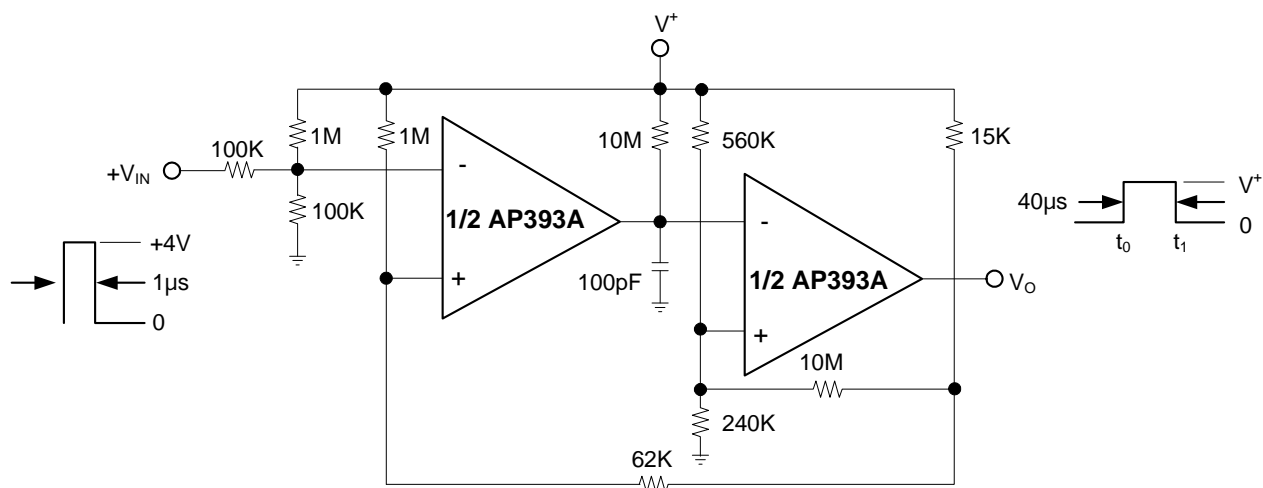 V+
1M
1M
10M
560K
15K
100K
+VIN
-
100K
1/2 AP393A
+
-
100pF
1/2 AP393A
+
VO
40µs
V+
0
t0
t1
+4V
1µs
0
10M
240K
62K